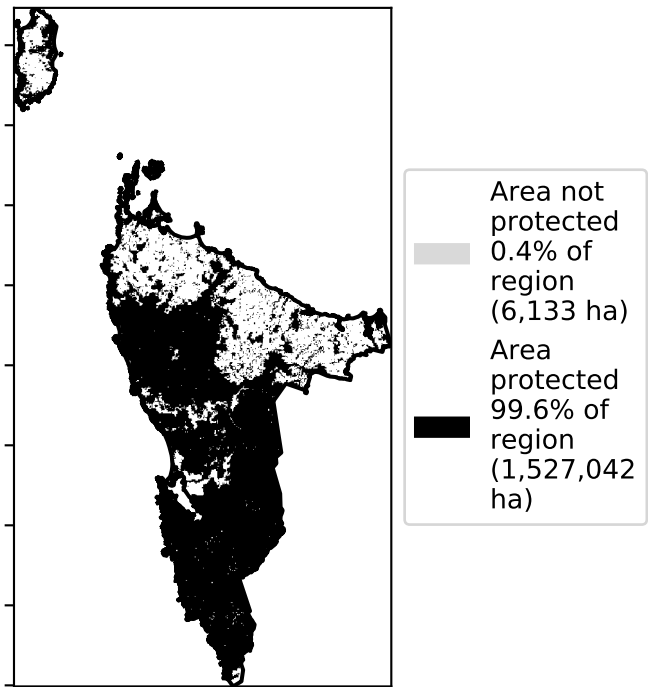 Area not
protected
0.4% of
region
(6,133 ha)
Area
protected
99.6% of
region
(1,527,042
ha)